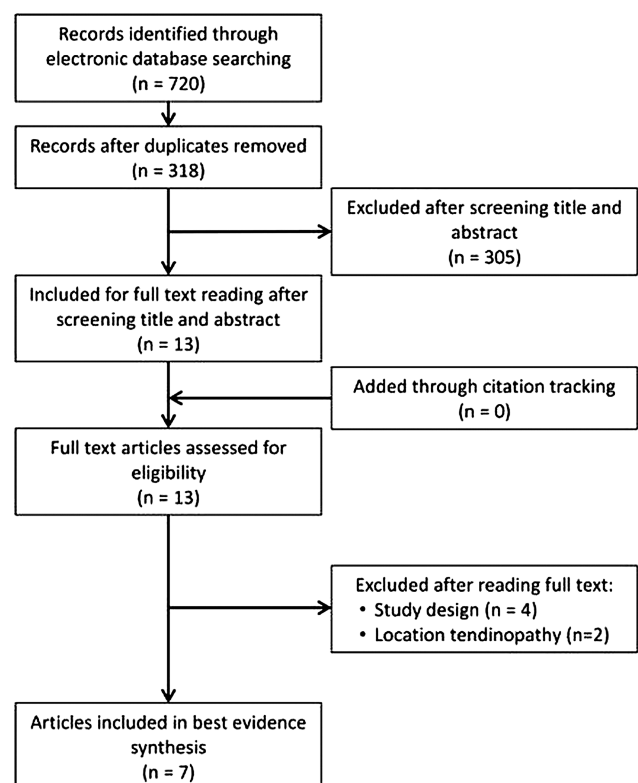 Records identified through
electronic database searching
(n = 720)
Records after duplicates removed
(n = 318)
Excluded after screening title and
abstract
(n = 305)
Included for full text reading after
screening title and abstract
(n = 13)
Added through citation tracking
(n = 0)
Full text articles assessed for
eligibility
(n = 13)
Excluded after reading full text:
• Study design (n = 4)
• Location tendinopathy (n=2)
Articles included in best evidence
synthesis
(n = 7)